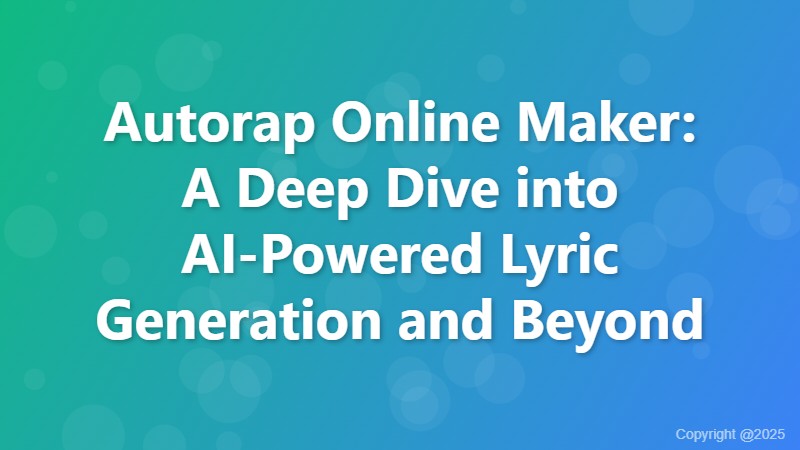 Autorap Online Maker:
A Deep Dive into
AI-Powered Lyric
Generation and Beyond
Copyright @2025